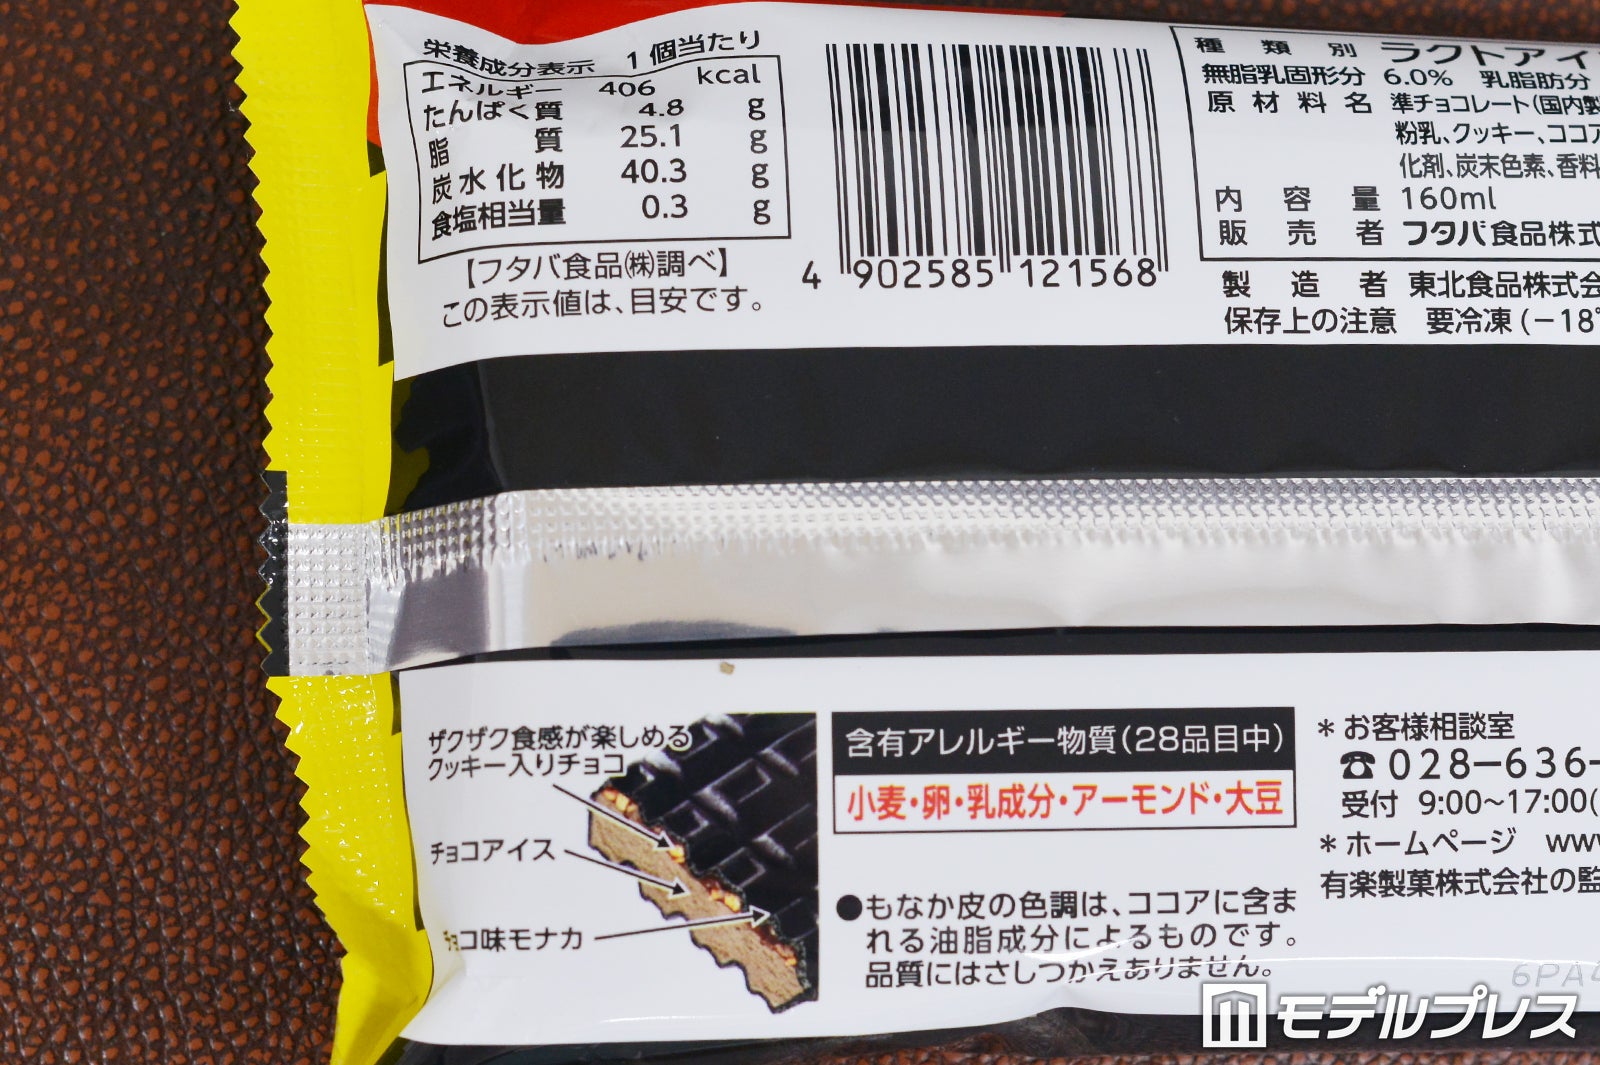 栄養成分表示 1個当たり
エネルギー 406 kcal
たんぱく質 4.8 g
脂質 25.1 g
炭水化物 40.3 g
食塩相当量 0.3 g
【フタバ食品㈱調べ】
この表示値は、目安です。
4 902585 121568
種類別 ラクトアイ
無脂乳固形分 6.0% 乳脂肪分
原材料名 準チョコレート(国内製
粉乳、クッキー、ココア
化剤、炭末色素、香料
内容量 160ml
販売者 フタバ食品株式
製造者 東北食品株式会
保存上の注意 要冷凍(−18°
ザクザク食感が楽しめる
クッキー入りチョコ
チョコアイス
チョコ味モナカ
含有アレルギー物質(28品目中)
小麦・卵・乳成分・アーモンド・大豆
●もなか皮の色調は、ココアに含ま
れる油脂成分によるものです。
品質にはさしつかえありません。
*お客様相談室
☎028−636-
受付 9:00~17:00(
*ホームページ www
有楽製菓株式会社の監
6PA
モデルプレス